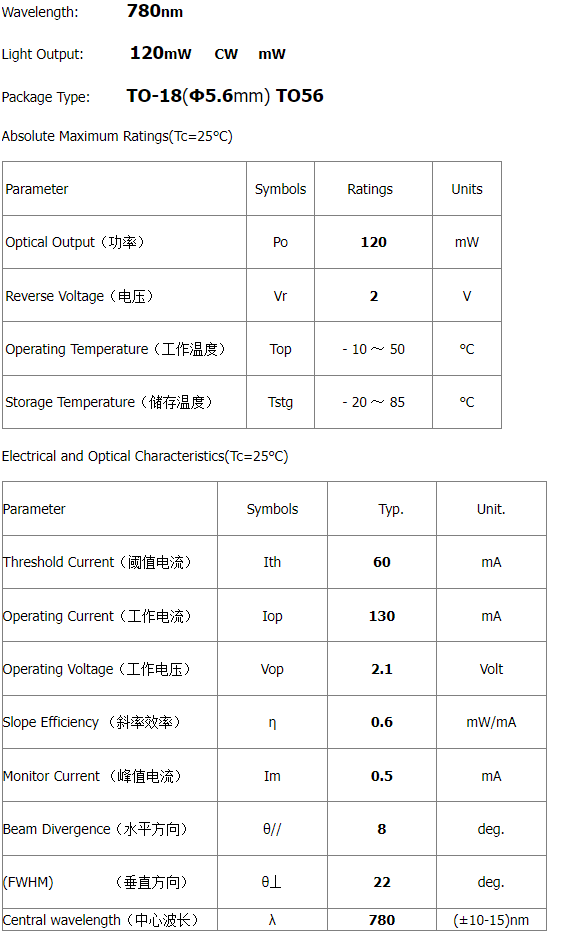 Wavelength: 780nm
Light Output: 120mW CW mW
Package Type: TO-18(Φ5.6mm) TO56
Absolute Maximum Ratings(Tc=25°C)
Parameter Symbols Ratings Units
Optical Output（功率） Po 120 mW
Reverse Voltage（电压） Vr 2 V
Operating Temperature（工作温度） Top - 10 ～ 50 °C
Storage Temperature（储存温度） Tstg - 20 ～ 85 °C
Electrical and Optical Characteristics(Tc=25°C)
Parameter Symbols Typ. Unit.
Threshold Current（阈值电流） Ith 60 mA
Operating Current（工作电流） Iop 130 mA
Operating Voltage（工作电压） Vop 2.1 Volt
Slope Efficiency （斜率效率） η 0.6 mW/mA
Monitor Current （峰值电流） Im 0.5 mA
Beam Divergence（水平方向） θ// 8 deg.
(FWHM) （垂直方向） θ⊥ 22 deg.
Central wavelength（中心波长） λ 780 (±10-15)nm